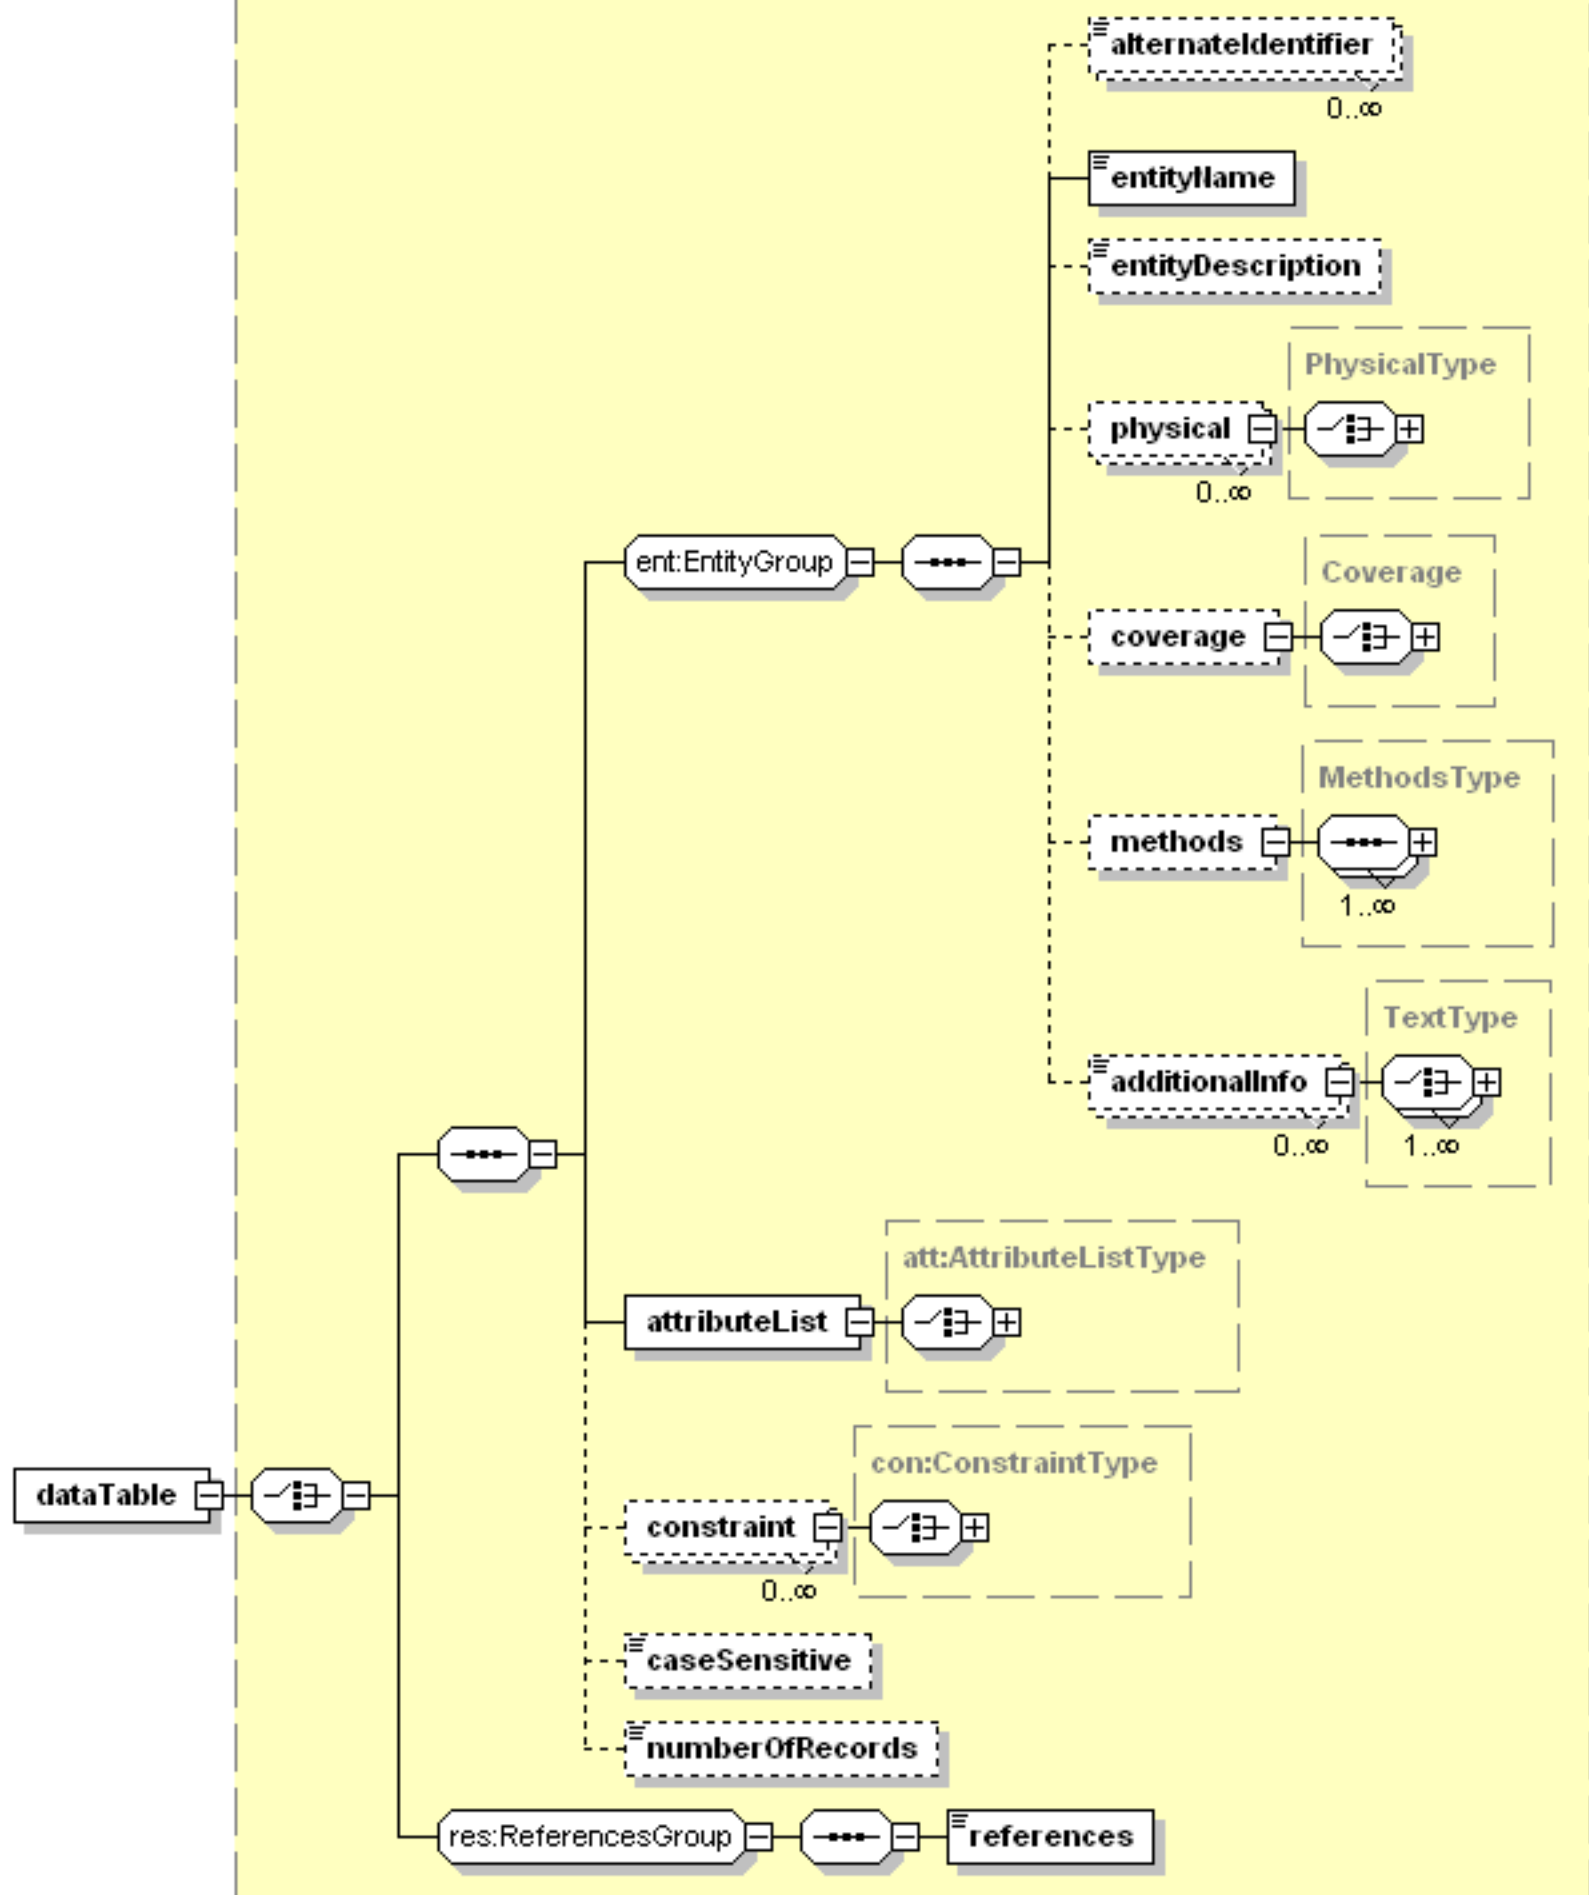 alternateIdentifier
0..∞
entityName
entityDescription
PhysicalType
physical
0..∞
ent:EntityGroup
Coverage
coverage
MethodsType
methods
1..∞
TextType
additionalInfo
0..∞
1..∞
att:AttributeListType
attributeList
con:ConstraintType
dataTable
constraint
0..∞
caseSensitive
numberOfRecords
res:ReferencesGroup
references